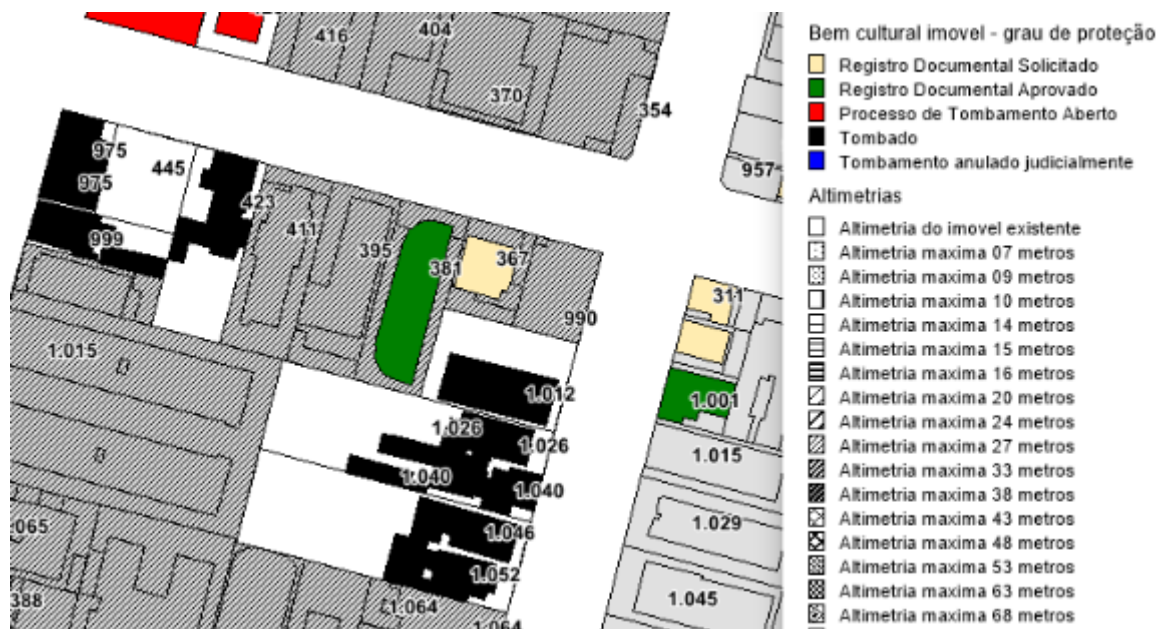 416
404
370
354
957
975
975
445
423
999
411
395
381
367
990
311
1.015
1.012
1.001
1.026
1.026
1.015
1.040
1.040
1.029
1.046
1.052
1.045
1.064
1.064
.065
388
Bem cultural imovel - grau de proteção
Registro Documental Solicitado
Registro Documental Aprovado
Processo de Tombamento Aberto
Tombado
Tombamento anulado judicialmente
Altimetrias
Altimetria do imovel existente
Altimetria maxima 07 metros
Altimetria maxima 09 metros
Altimetria maxima 10 metros
Altimetria maxima 14 metros
Altimetria maxima 15 metros
Altimetria maxima 16 metros
Altimetria maxima 20 metros
Altimetria maxima 24 metros
Altimetria maxima 27 metros
Altimetria maxima 33 metros
Altimetria maxima 38 metros
Altimetria maxima 43 metros
Altimetria maxima 48 metros
Altimetria maxima 53 metros
Altimetria maxima 63 metros
Altimetria maxima 68 metros